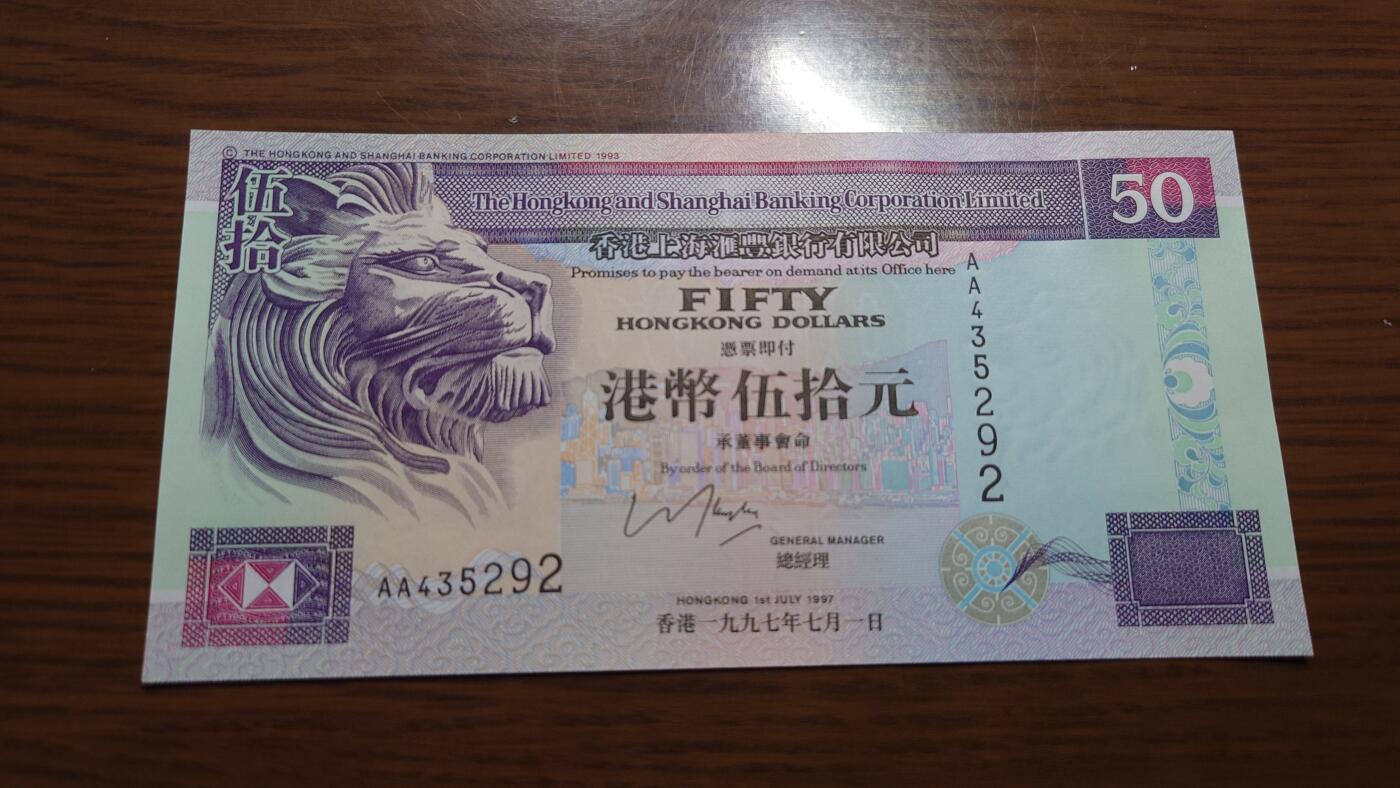 © THE HONGKONG AND SHANGHAI BANKING CORPORATION LIMITED 1993
伍拾
The Hongkong and Shanghai Banking Corporation Limited
50
香港上海滙豐銀行有限公司
Promises to pay the bearer on demand at its Office here
AA435292
FIFTY
HONGKONG DOLLARS
憑票即付
港幣伍拾元
承董事會命
By order of the Board of Directors
GENERAL MANAGER
總經理
AA435292
HONGKONG 1st JULY 1997
香港一九九七年七月一日